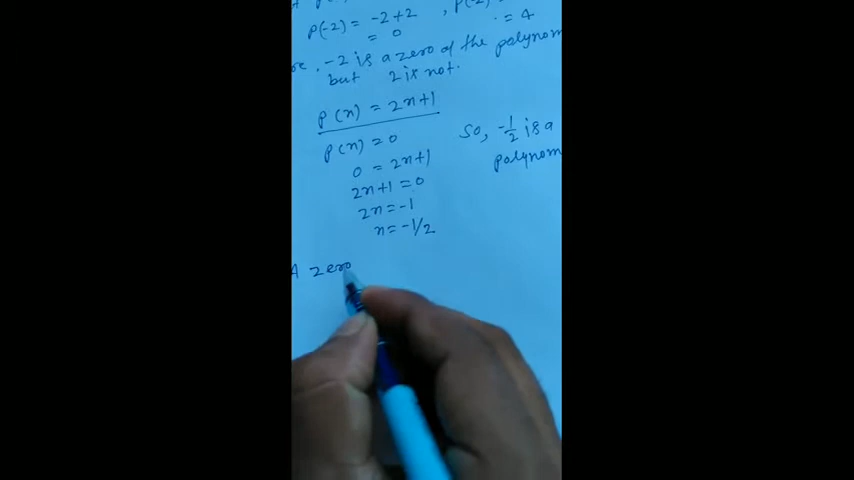 P(-2) = -2+2 , P(
= 0 = 4
-2 is a zero of the polynom
but 2 is not.
P(x) = 2x+1
P(x) = 0
0 = 2x+1
2x+1 = 0
2x = -1
x = -1/2
So, -1/2 is a
polynom
A zero